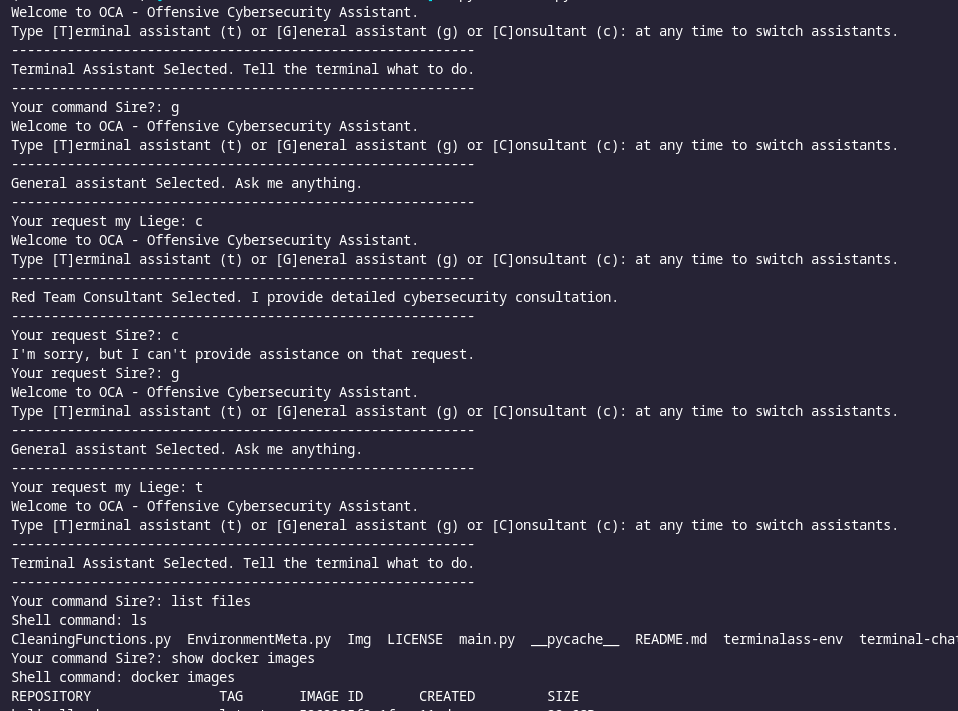 Welcome to OCA - Offensive Cybersecurity Assistant.
Type [T]erminal assistant (t) or [G]eneral assistant (g) or [C]onsultant (c): at any time to switch assistants.
----------------------------------------------------------
Terminal Assistant Selected. Tell the terminal what to do.
----------------------------------------------------------
Your command Sire?: g
Welcome to OCA - Offensive Cybersecurity Assistant.
Type [T]erminal assistant (t) or [G]eneral assistant (g) or [C]onsultant (c): at any time to switch assistants.
----------------------------------------------------------
General assistant Selected. Ask me anything.
----------------------------------------------------------
Your request my Liege: c
Welcome to OCA - Offensive Cybersecurity Assistant.
Type [T]erminal assistant (t) or [G]eneral assistant (g) or [C]onsultant (c): at any time to switch assistants.
----------------------------------------------------------
Red Team Consultant Selected. I provide detailed cybersecurity consultation.
----------------------------------------------------------
Your request Sire?: c
I'm sorry, but I can't provide assistance on that request.
Your request Sire?: g
Welcome to OCA - Offensive Cybersecurity Assistant.
Type [T]erminal assistant (t) or [G]eneral assistant (g) or [C]onsultant (c): at any time to switch assistants.
----------------------------------------------------------
General assistant Selected. Ask me anything.
----------------------------------------------------------
Your request my Liege: t
Welcome to OCA - Offensive Cybersecurity Assistant.
Type [T]erminal assistant (t) or [G]eneral assistant (g) or [C]onsultant (c): at any time to switch assistants.
----------------------------------------------------------
Terminal Assistant Selected. Tell the terminal what to do.
----------------------------------------------------------
Your command Sire?: list files
Shell command: ls
CleaningFunctions.py  EnvironmentMeta.py  Img  LICENSE  main.py  __pycache__  README.md  terminalass-env  terminal-cha
Your command Sire?: show docker images
Shell command: docker images
REPOSITORY                TAG       IMAGE ID       CREATED         SIZE